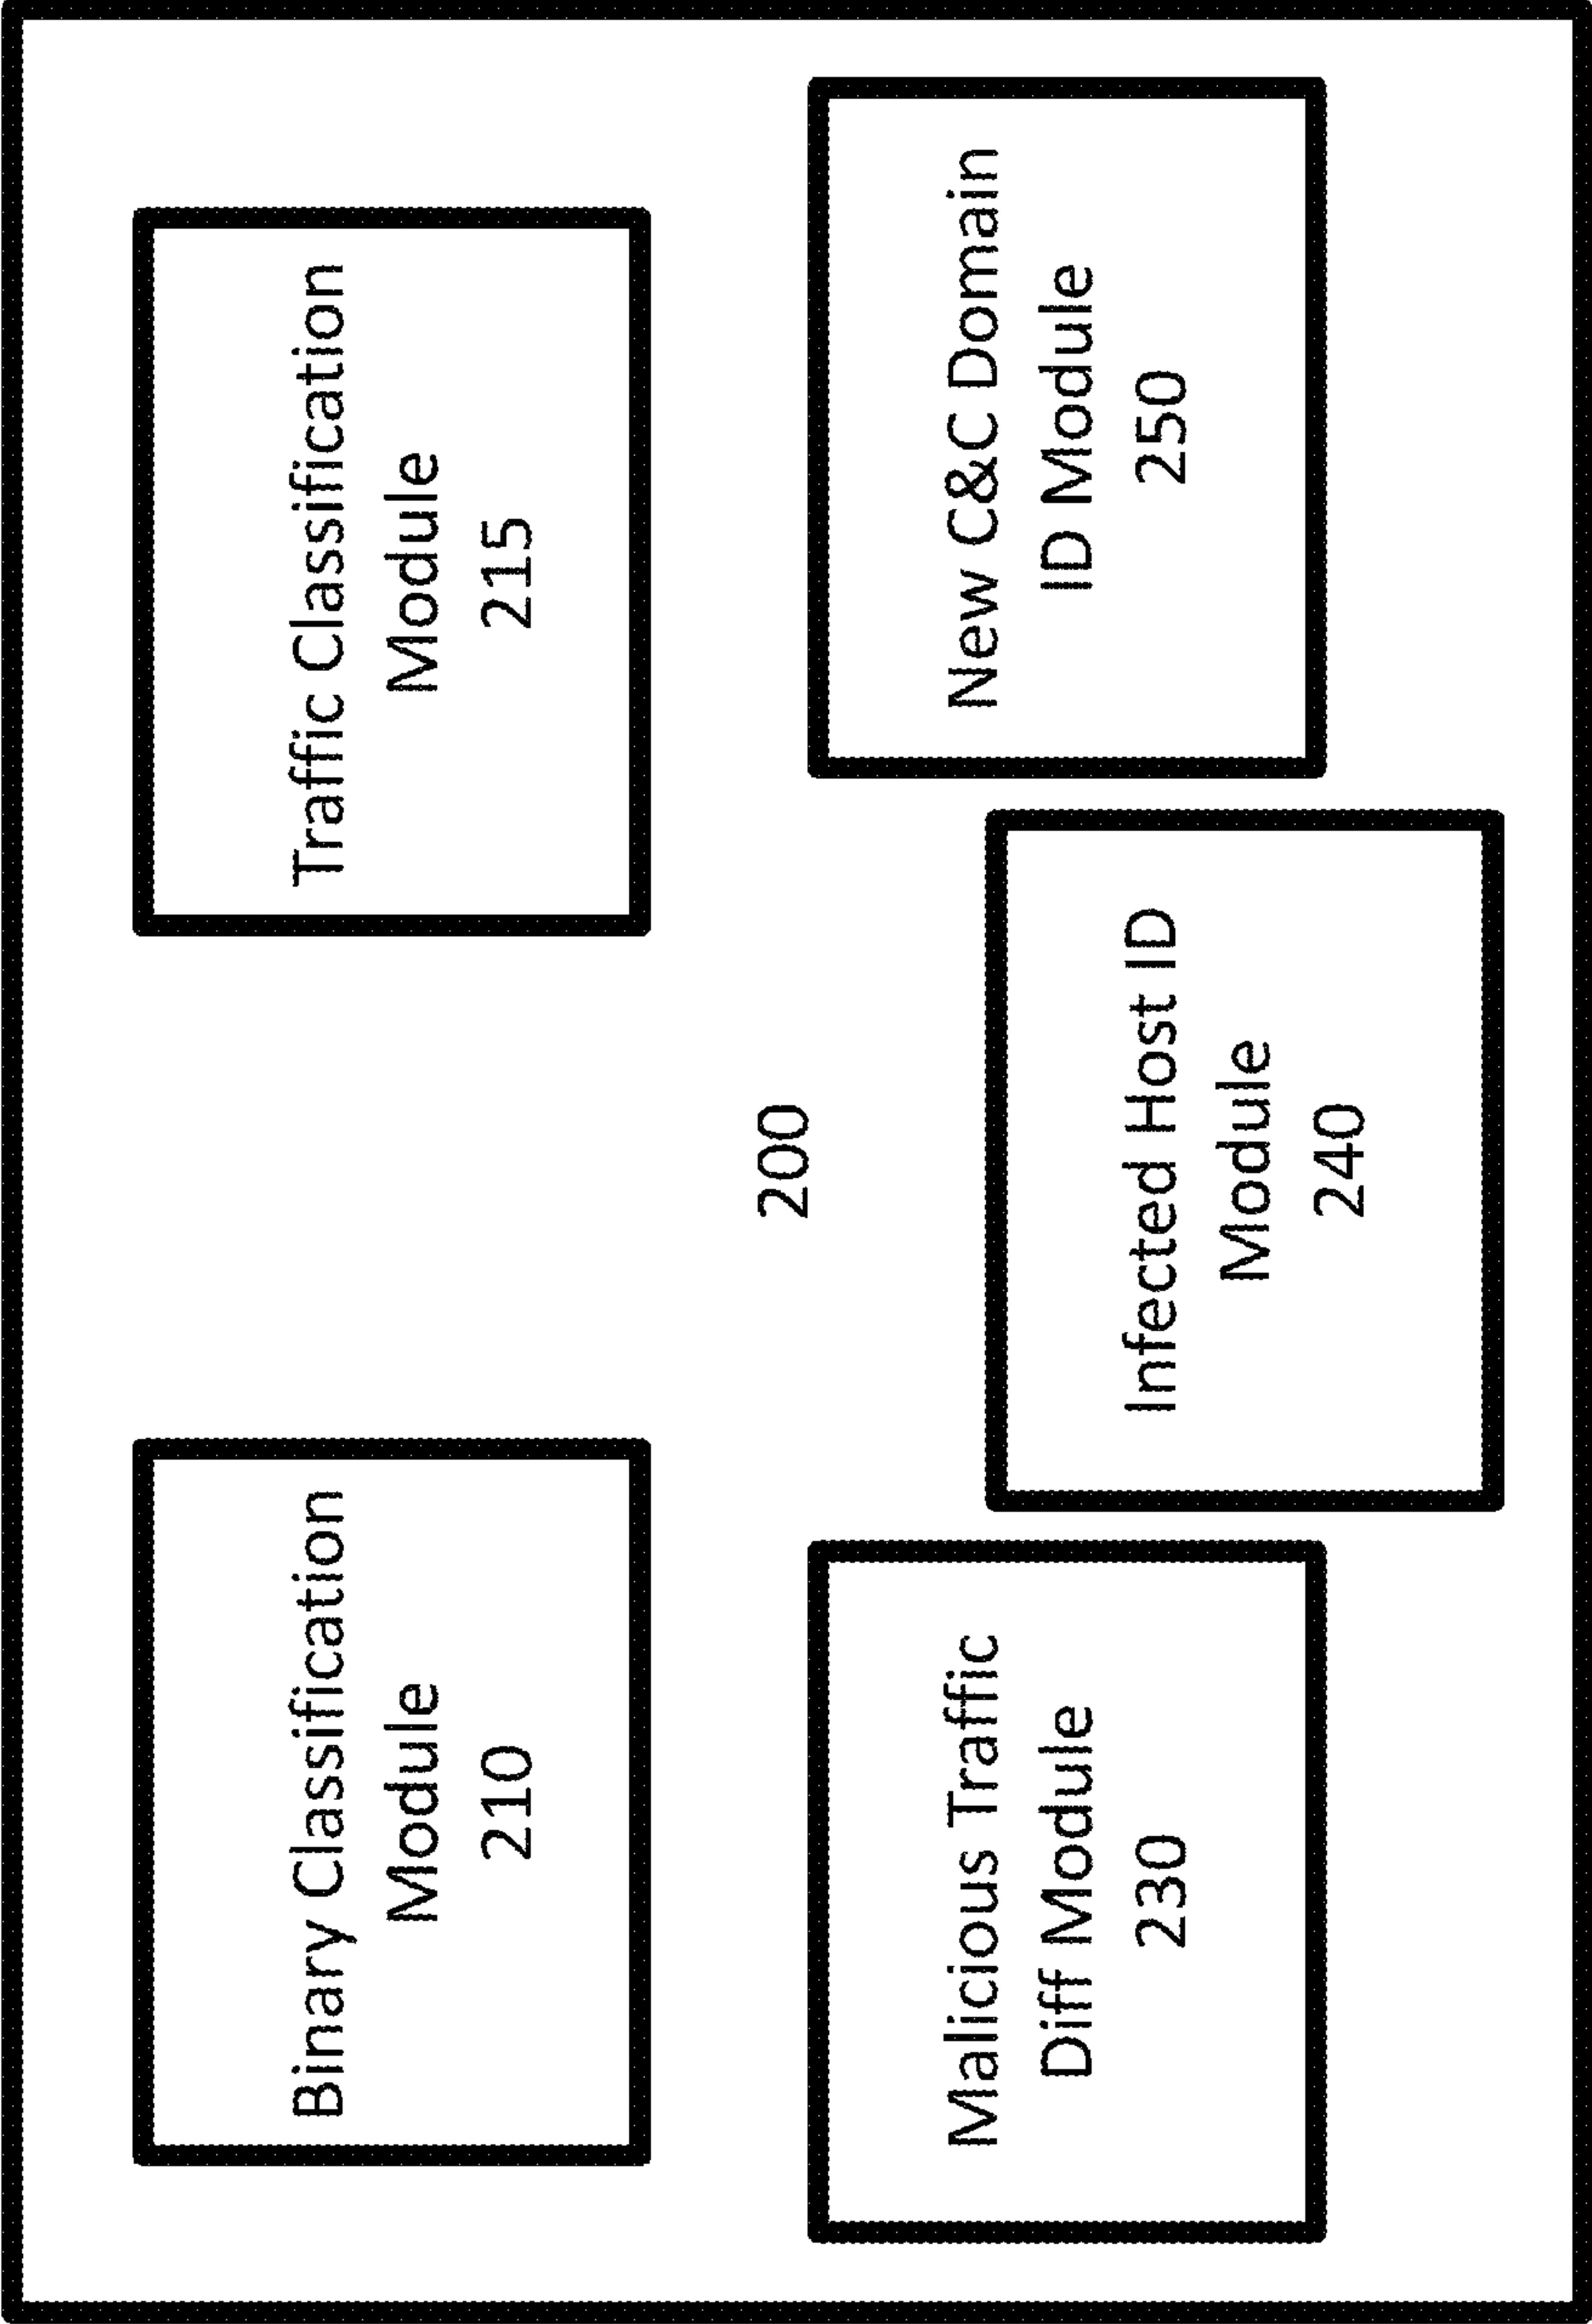 Binary Classification
Module
210
Traffic Classification
Module
215
200
Malicious Traffic
Diff Module
230
Infected Host ID
Module
240
New C&C Domain
ID Module
250